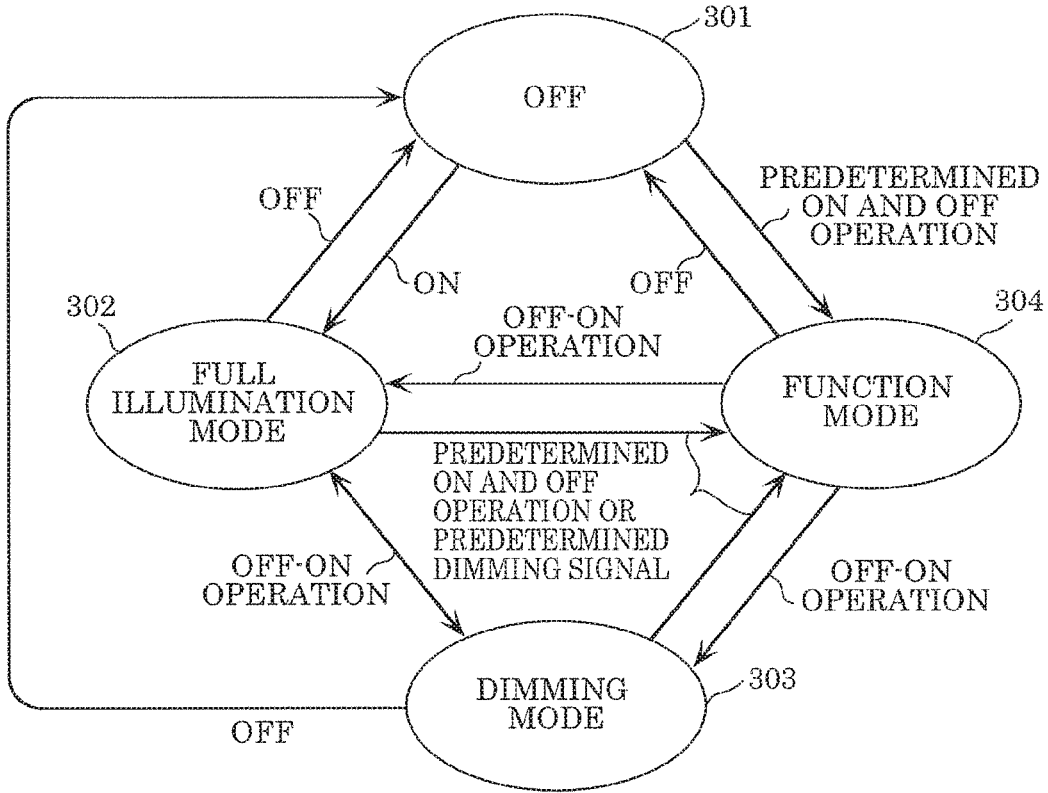 301
OFF
PREDETERMINED
ON AND OFF
OPERATION
OFF
ON
OFF
302
304
OFF-ON
OPERATION
FULL
ILLUMINATION
MODE
FUNCTION
MODE
PREDETERMINED
ON AND OFF
OPERATION OR
PREDETERMINED
DIMMING SIGNAL
OFF-ON
OPERATION
OFF-ON
OPERATION
303
DIMMING
MODE
OFF